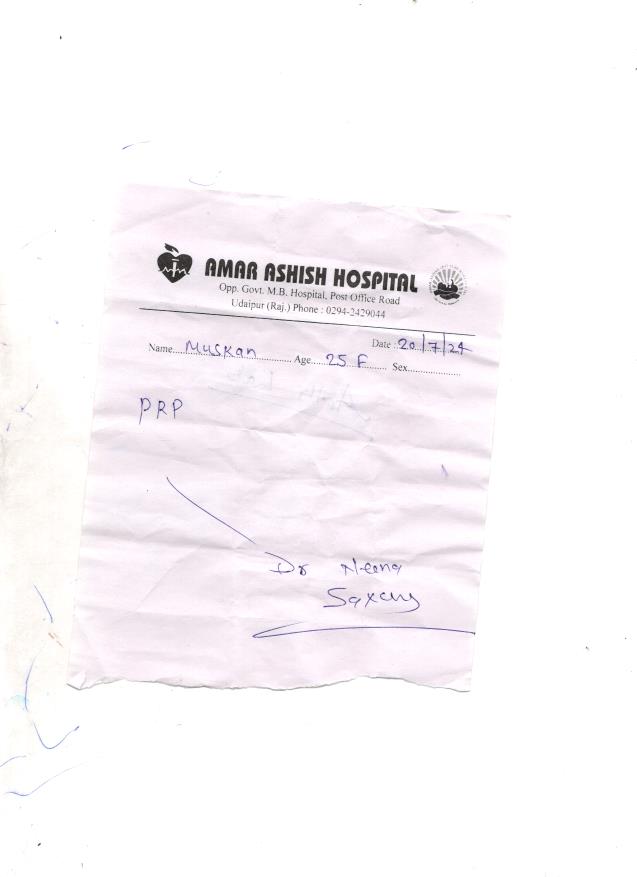 AMAR ASHISH HOSPITAL
Opp. Govt. M.B. Hospital, Post Office Road
Udaipur (Raj.) Phone : 0294-2429044
Date : 20/7/24
Name Muskan Age 25 F Sex
PRP
Dr Neena
Saxena